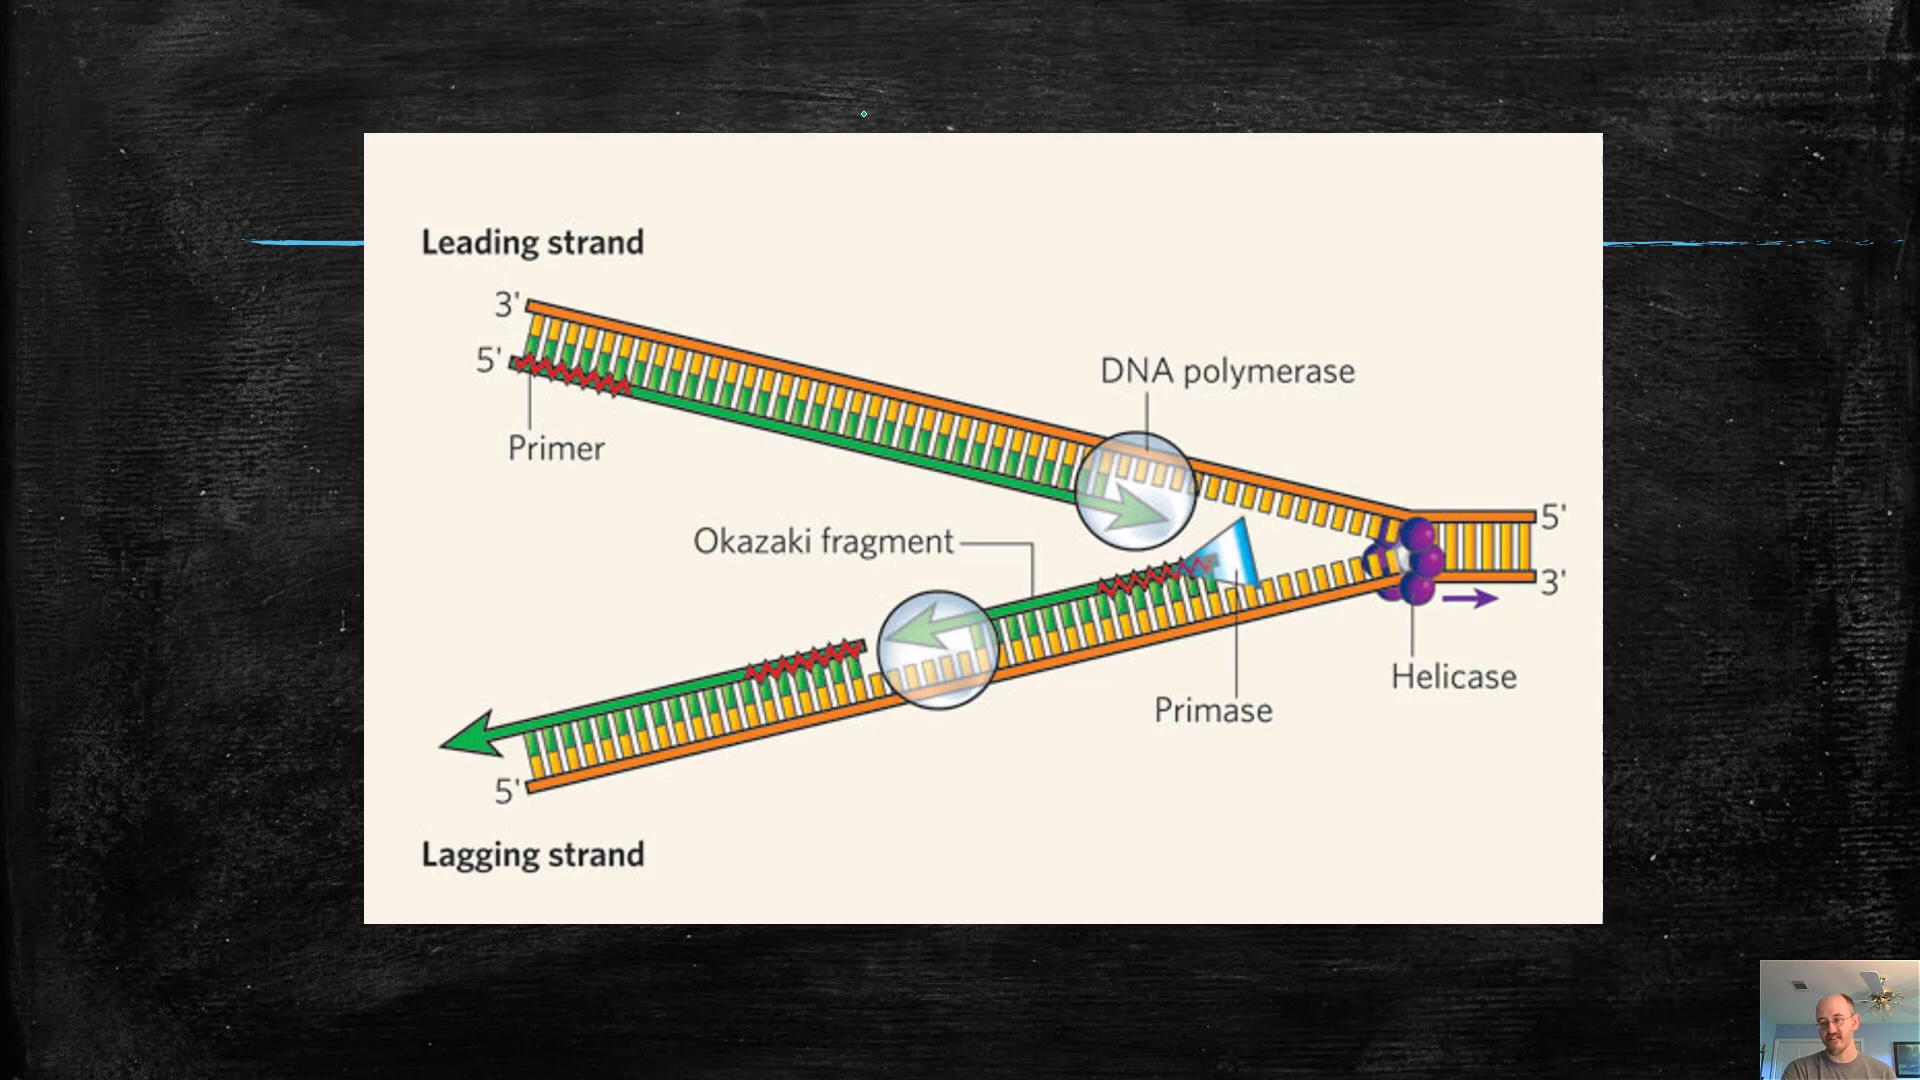 Leading strand
3'
5'
Primer
DNA polymerase
Okazaki fragment
5'
3'
Helicase
Primase
5'
Lagging strand